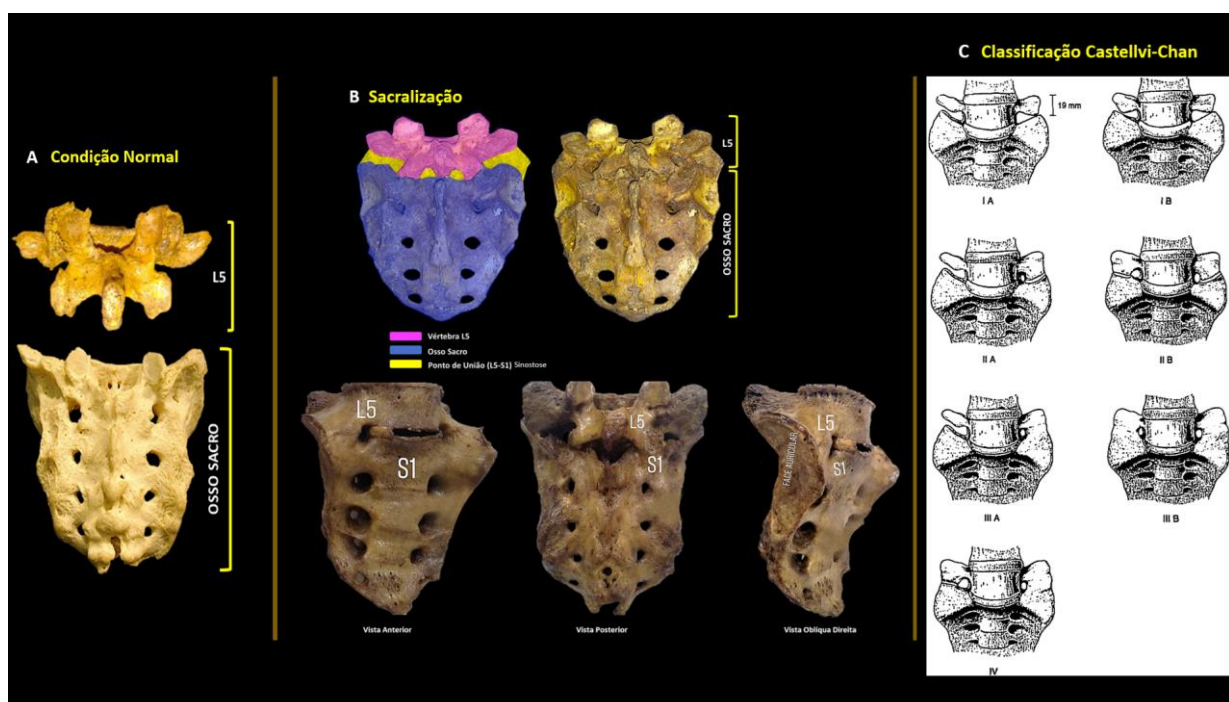 A Condição Normal
L5
OSSO SACRO
B Sacralização
L5
OSSO SACRO
Vértebra L5
Osso Sacro
Ponto de União (L5-S1) Sinostose
L5
S1
Vista Anterior
L5
S1
Vista Posterior
L5
S1
FACE AURICULAR
Vista Oblíqua Direita
C Classificação Castellvi-Chan
19 mm
I A
I B
II A
II B
III A
III B
IV